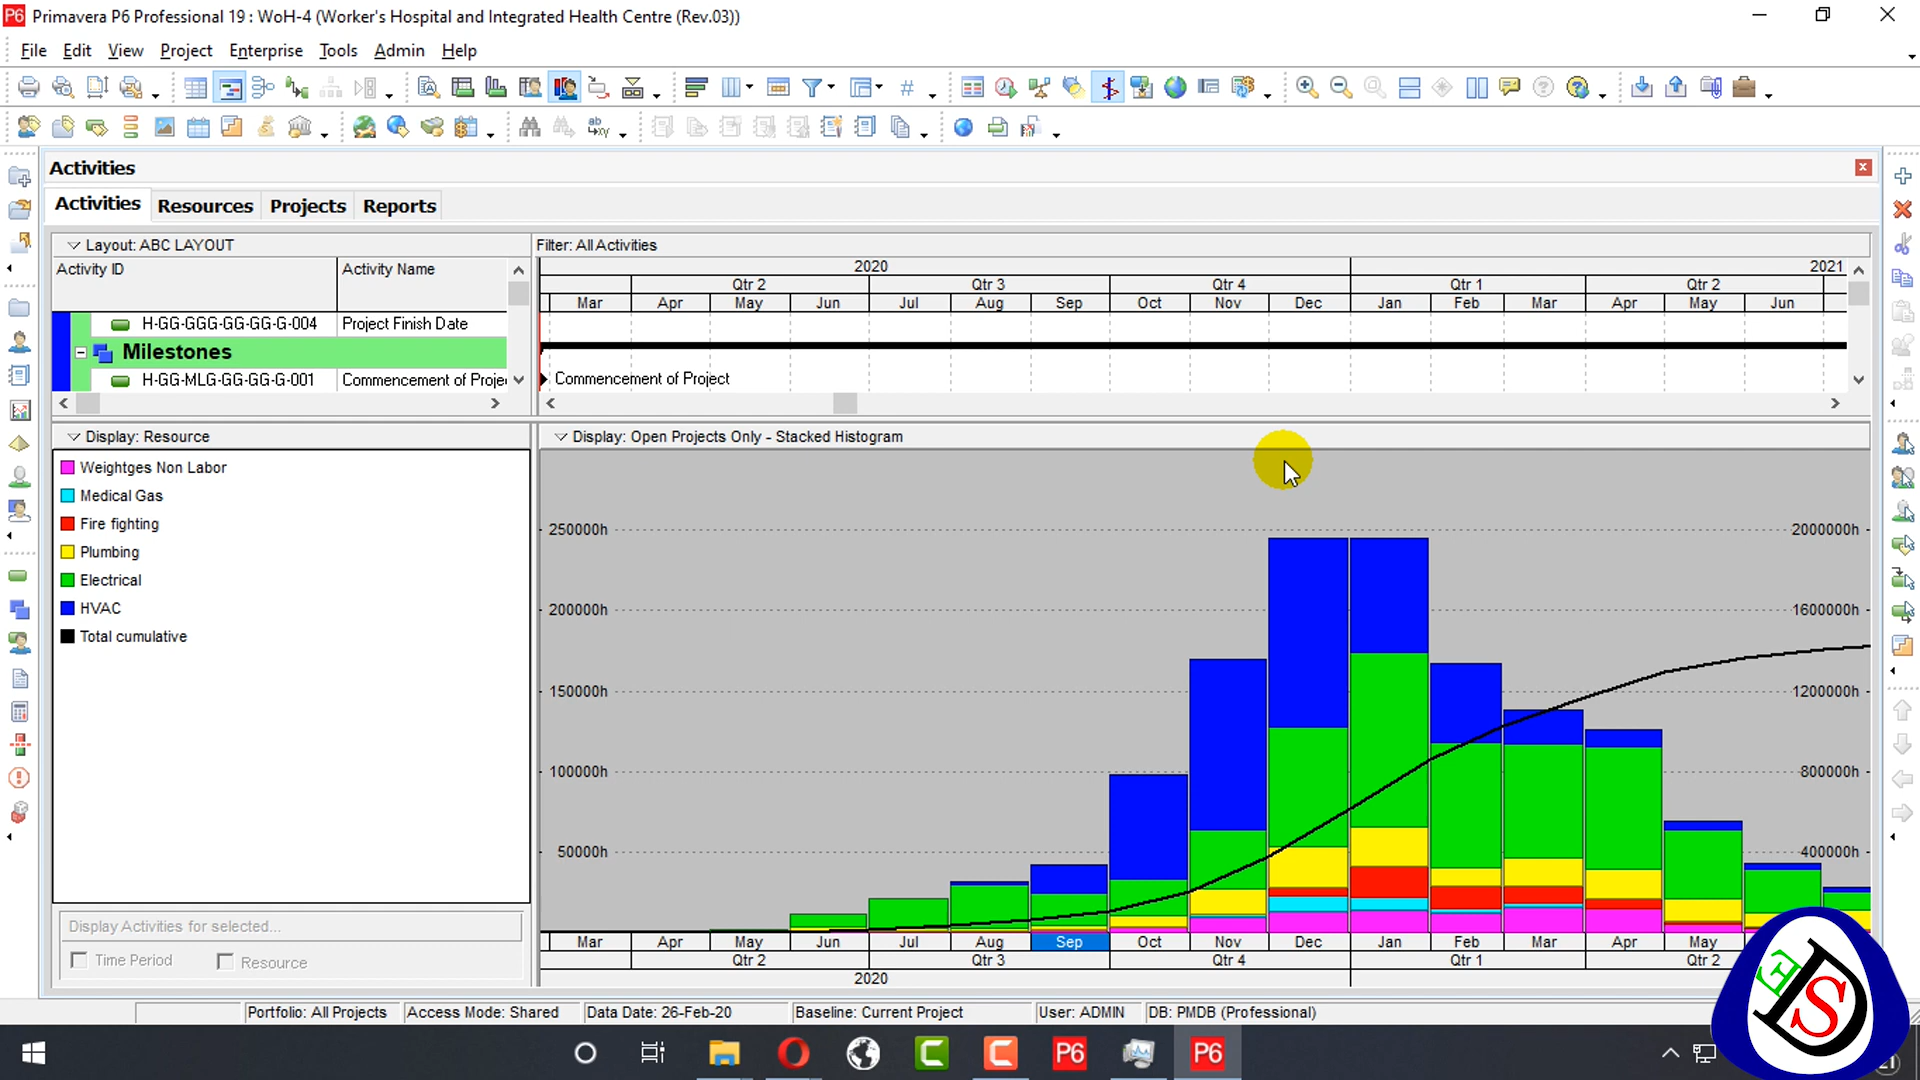 Primavera P6 Professional 19 : WoH-4 (Worker's Hospital and Integrated Health Centre (Rev.03))
File Edit View Project Enterprise Tools Admin Help
Activities
Activities Resources Projects Reports
Layout: ABC LAYOUT Filter: All Activities
Activity ID Activity Name
2020 2021
Qtr 2 Qtr 3 Qtr 4 Qtr 1 Qtr 2
Mar Apr May Jun Jul Aug Sep Oct Nov Dec Jan Feb Mar Apr May Jun
H-GG-GGG-GG-GG-G-004 Project Finish Date
Milestones
H-GG-MLG-GG-GG-G-001 Commencement of Proje
Commencement of Project
Display: Resource
Display: Open Projects Only - Stacked Histogram
Weightges Non Labor
Medical Gas
Fire fighting
Plumbing
Electrical
HVAC
Total cumulative
250000h 2000000h
200000h 1600000h
150000h 1200000h
100000h 800000h
50000h 400000h
Mar Apr May Jun Jul Aug Sep Oct Nov Dec Jan Feb Mar Apr May
Qtr 2 Qtr 3 Qtr 4 Qtr 1 Qtr 2
2020
Display Activities for selected...
Time Period Resource
Portfolio: All Projects Access Mode: Shared Data Date: 26-Feb-20 Baseline: Current Project User: ADMIN DB: PMDB (Professional)
P6 P6